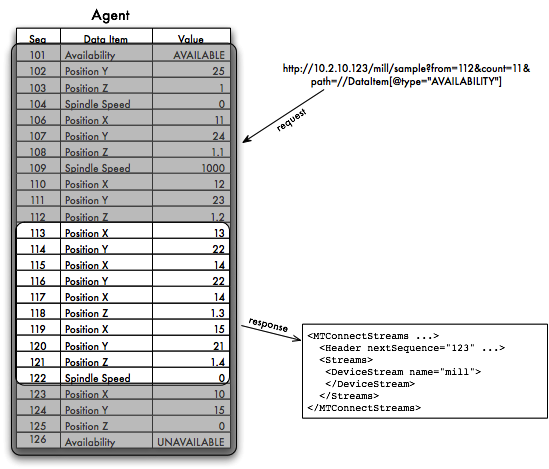 Agent
Seq Data Item Value
101 Availability AVAILABLE
102 Position Y 25
103 Position Z 1
104 Spindle Speed 0
106 Position X 11
107 Position Y 24
108 Position Z 1.1
109 Spindle Speed 1000
110 Position X 12
111 Position Y 23
112 Position Z 1.2
113 Position X 13
114 Position Y 22
115 Position X 14
116 Position Y 22
117 Position X 14
118 Position Z 1.3
119 Position X 15
120 Position Y 21
121 Position Z 1.4
122 Spindle Speed 0
123 Position X 10
124 Position Y 15
125 Position Z 0
126 Availability UNAVAILABLE
http://10.2.10.123/mill/sample?from=112&count=11&
path=//DataItem[@type="AVAILABILITY"]
request
response
<MTConnectStreams ...>
<Header nextSequence="123" ...>
<Streams>
<DeviceStream name="mill">
</DeviceStream>
</Streams>
</MTConnectStreams>